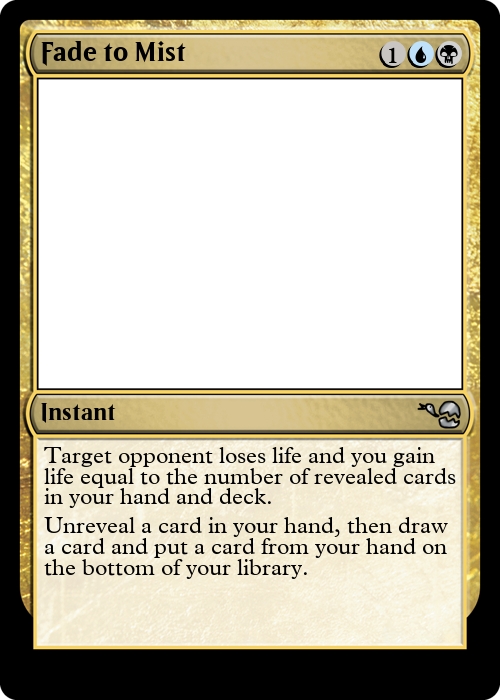 Fade to Mist 1
Instant
Target opponent loses life and you gain
life equal to the number of revealed cards
in your hand and deck.
Unreveal a card in your hand, then draw
a card and put a card from your hand on
the bottom of your library.